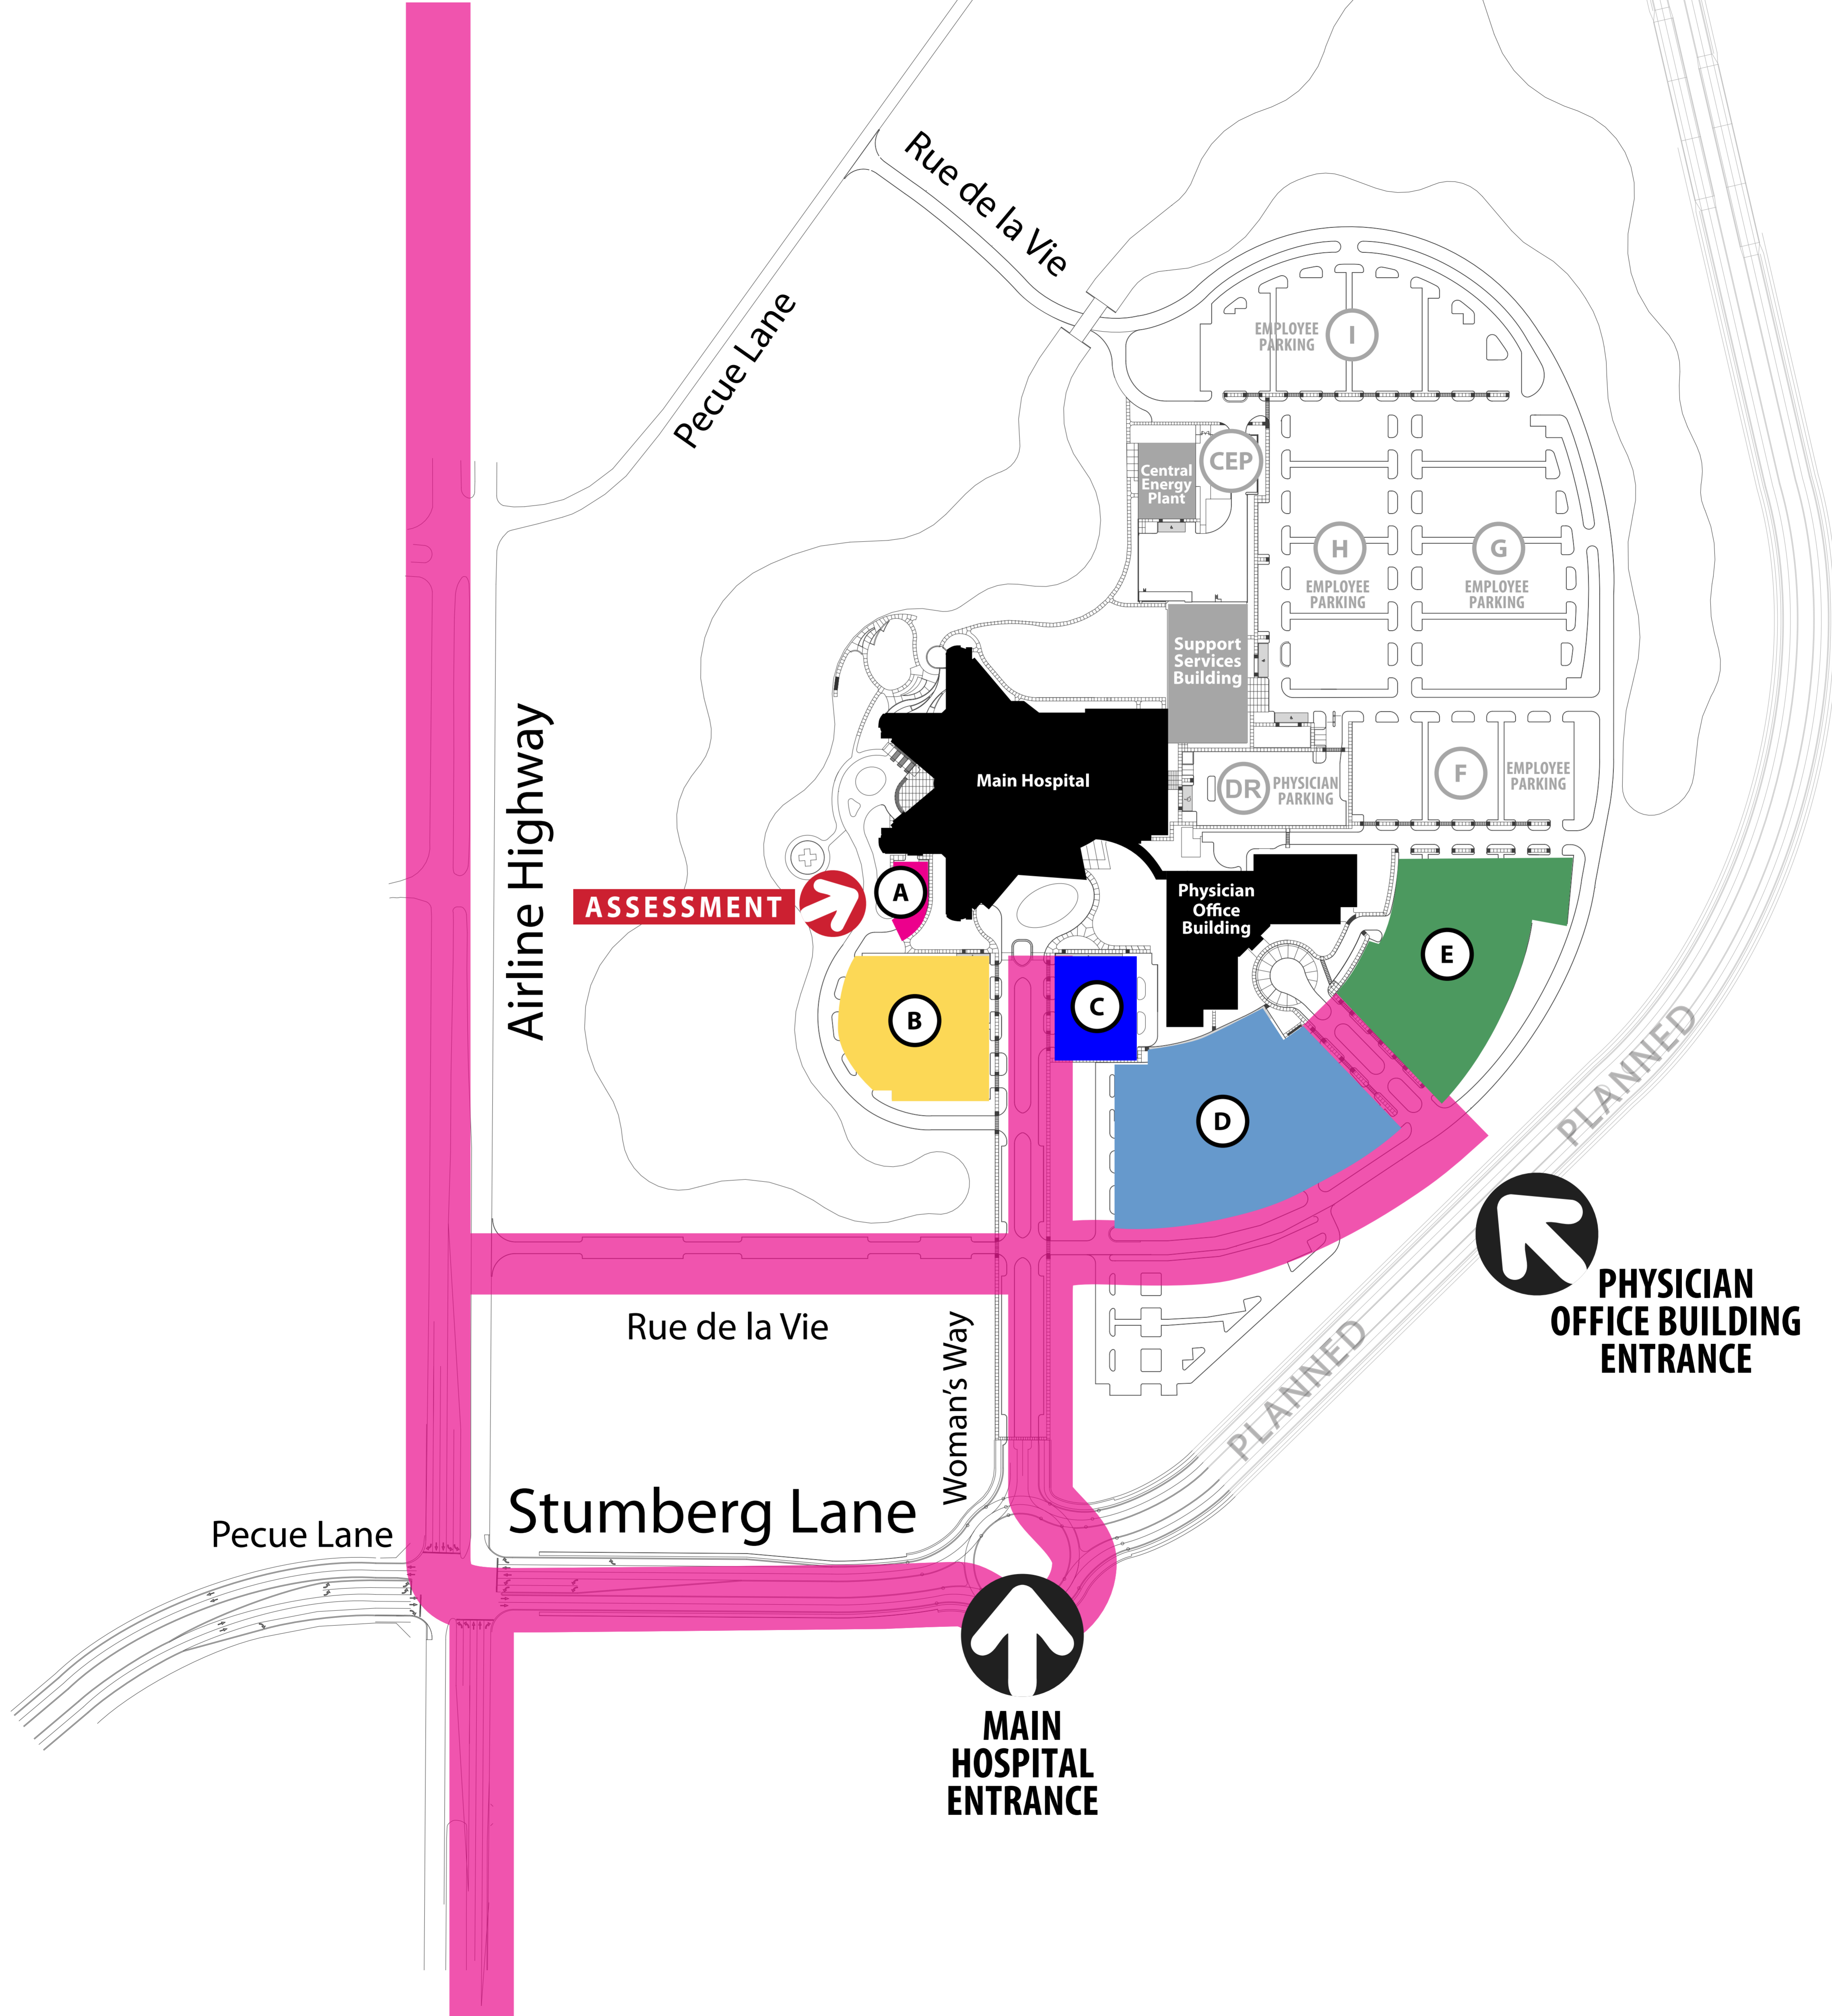 Rue de la Vie
Pecue Lane
EMPLOYEE
PARKING
I
Central
Energy
Plant
CEP
H
EMPLOYEE
PARKING
G
EMPLOYEE
PARKING
Support
Services
Building
Airline Highway
Main Hospital
DR
PHYSICIAN
PARKING
F
EMPLOYEE
PARKING
ASSESSMENT
A
Physician
Office
Building
B
C
E
D
PLANNED
PHYSICIAN
OFFICE BUILDING
ENTRANCE
Rue de la Vie
Woman's Way
PLANNED
Stumberg Lane
Pecue Lane
MAIN
HOSPITAL
ENTRANCE